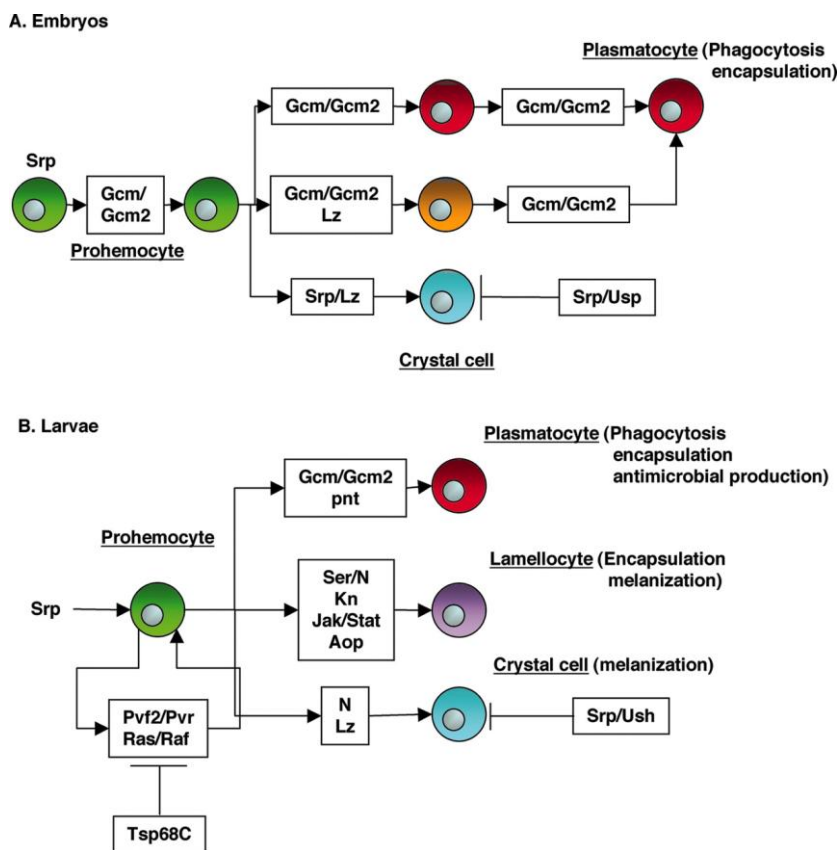 A. Embryos
Plasmatocyte (Phagocytosis
encapsulation)
Gcm/Gcm2
Gcm/Gcm2
Srp
Gcm/
Gcm2
Prohemocyte
Gcm/Gcm2
Lz
Gcm/Gcm2
Srp/Lz
Srp/Usp
Crystal cell
B. Larvae
Plasmatocyte (Phagocytosis
encapsulation
antimicrobial production)
Gcm/Gcm2
pnt
Prohemocyte
Lamellocyte (Encapsulation
melanization)
Srp
Ser/N
Kn
Jak/Stat
Aop
Crystal cell (melanization)
Pvf2/Pvr
Ras/Raf
N
Lz
Srp/Ush
Tsp68C